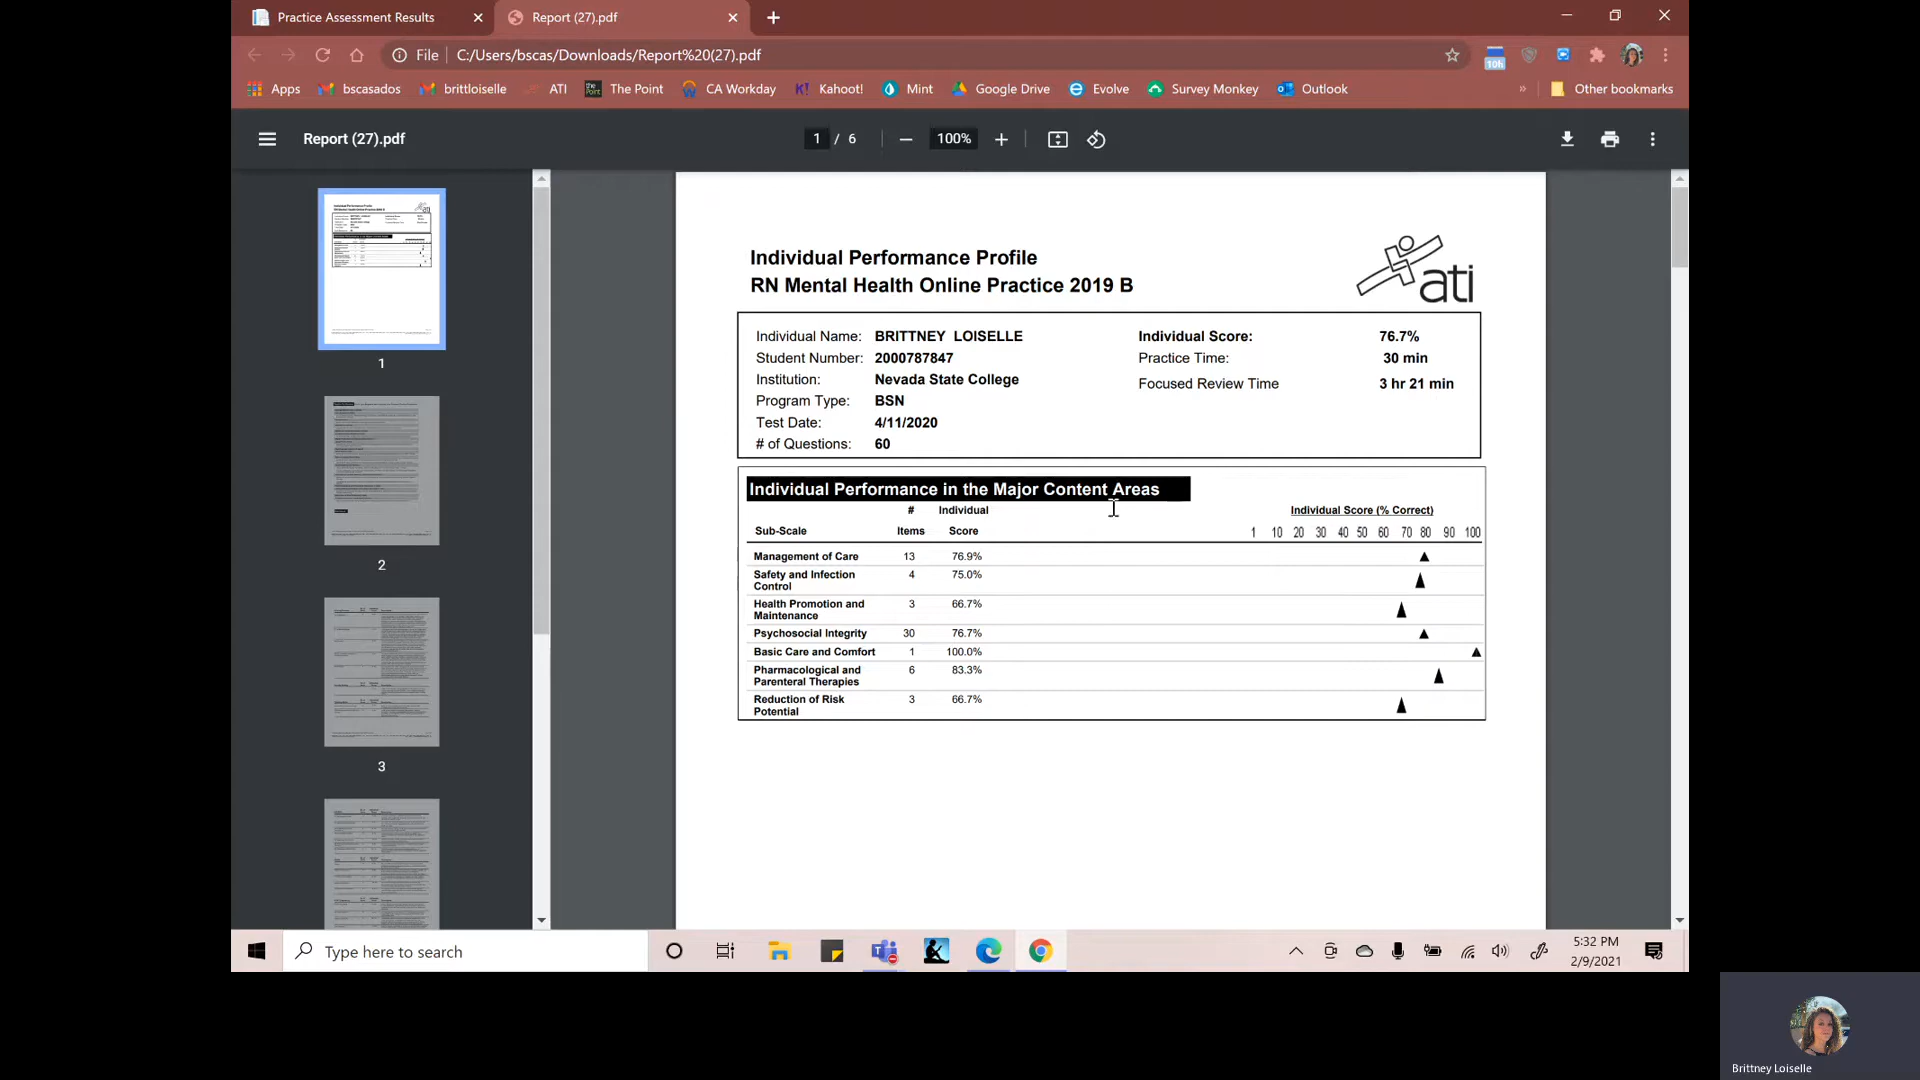 Practice Assessment Results
Report (27).pdf
File C:/Users/bscas/Downloads/Report%20(27).pdf
10h
Apps bscasados brittloiselle ATI The Point CA Workday Kahoot! Mint Google Drive Evolve Survey Monkey Outlook » Other bookmarks
Report (27).pdf 1 / 6 100%
1
2
3
Individual Performance Profile
RN Mental Health Online Practice 2019 B
ati
Individual Name: BRITTNEY LOISELLE Individual Score: 76.7%
Student Number: 2000787847 Practice Time: 30 min
Institution: Nevada State College Focused Review Time 3 hr 21 min
Program Type: BSN
Test Date: 4/11/2020
# of Questions: 60
Individual Performance in the Major Content Areas
# Individual Individual Score (% Correct)
Sub-Scale Items Score 1 10 20 30 40 50 60 70 80 90 100
Management of Care 13 76.9%
Safety and Infection 4 75.0%
Control
Health Promotion and 3 66.7%
Maintenance
Psychosocial Integrity 30 76.7%
Basic Care and Comfort 1 100.0%
Pharmacological and 6 83.3%
Parenteral Therapies
Reduction of Risk 3 66.7%
Potential
Type here to search
5:32 PM
2/9/2021
Brittney Loiselle